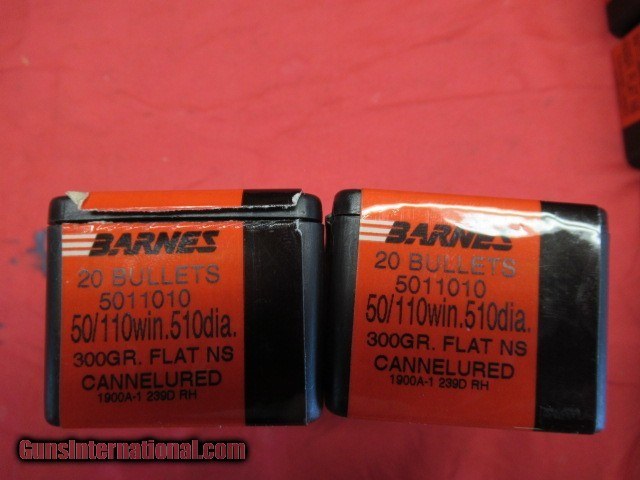 BARNES
20 BULLETS
5011010
50/110win.510dia.
300GR. FLAT NS
CANNELURED
1900A-1 239D RH
BARNES
20 BULLETS
5011010
50/110win.510dia.
300GR. FLAT NS
CANNELURED
1900A-1 239D RH
GunsInternational.com